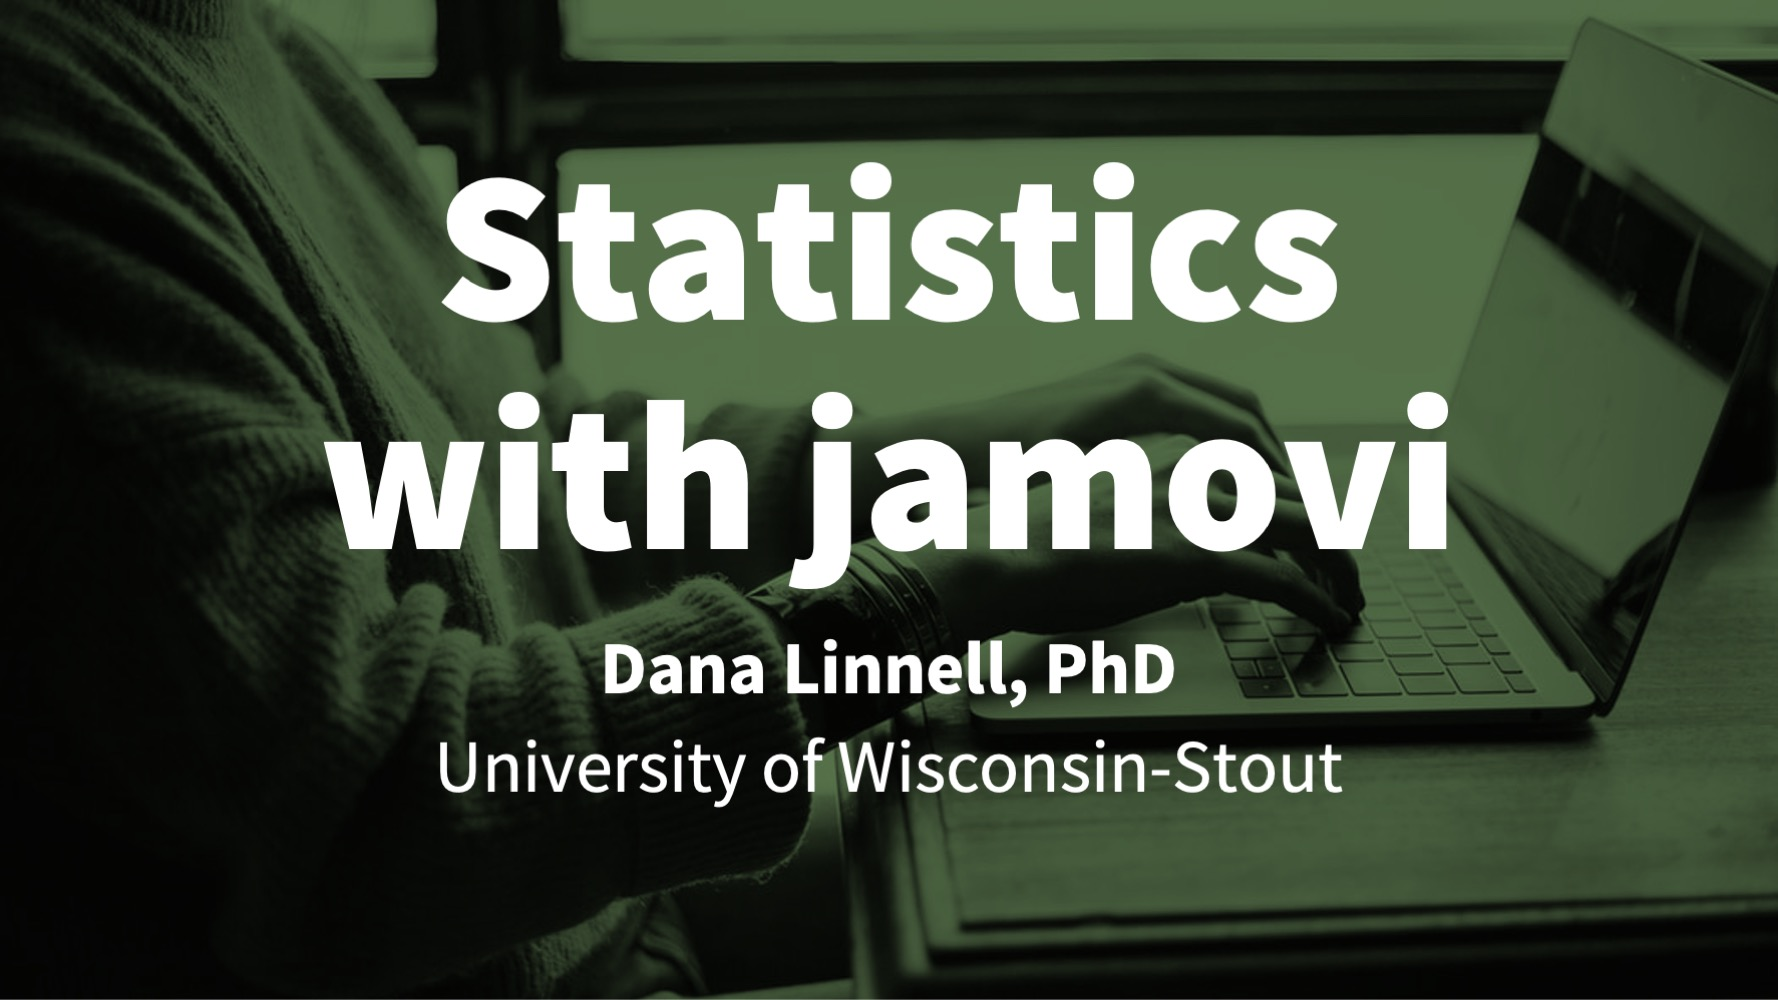 Statistics
with jamovi
Dana Linnell, PhD
University of Wisconsin-Stout